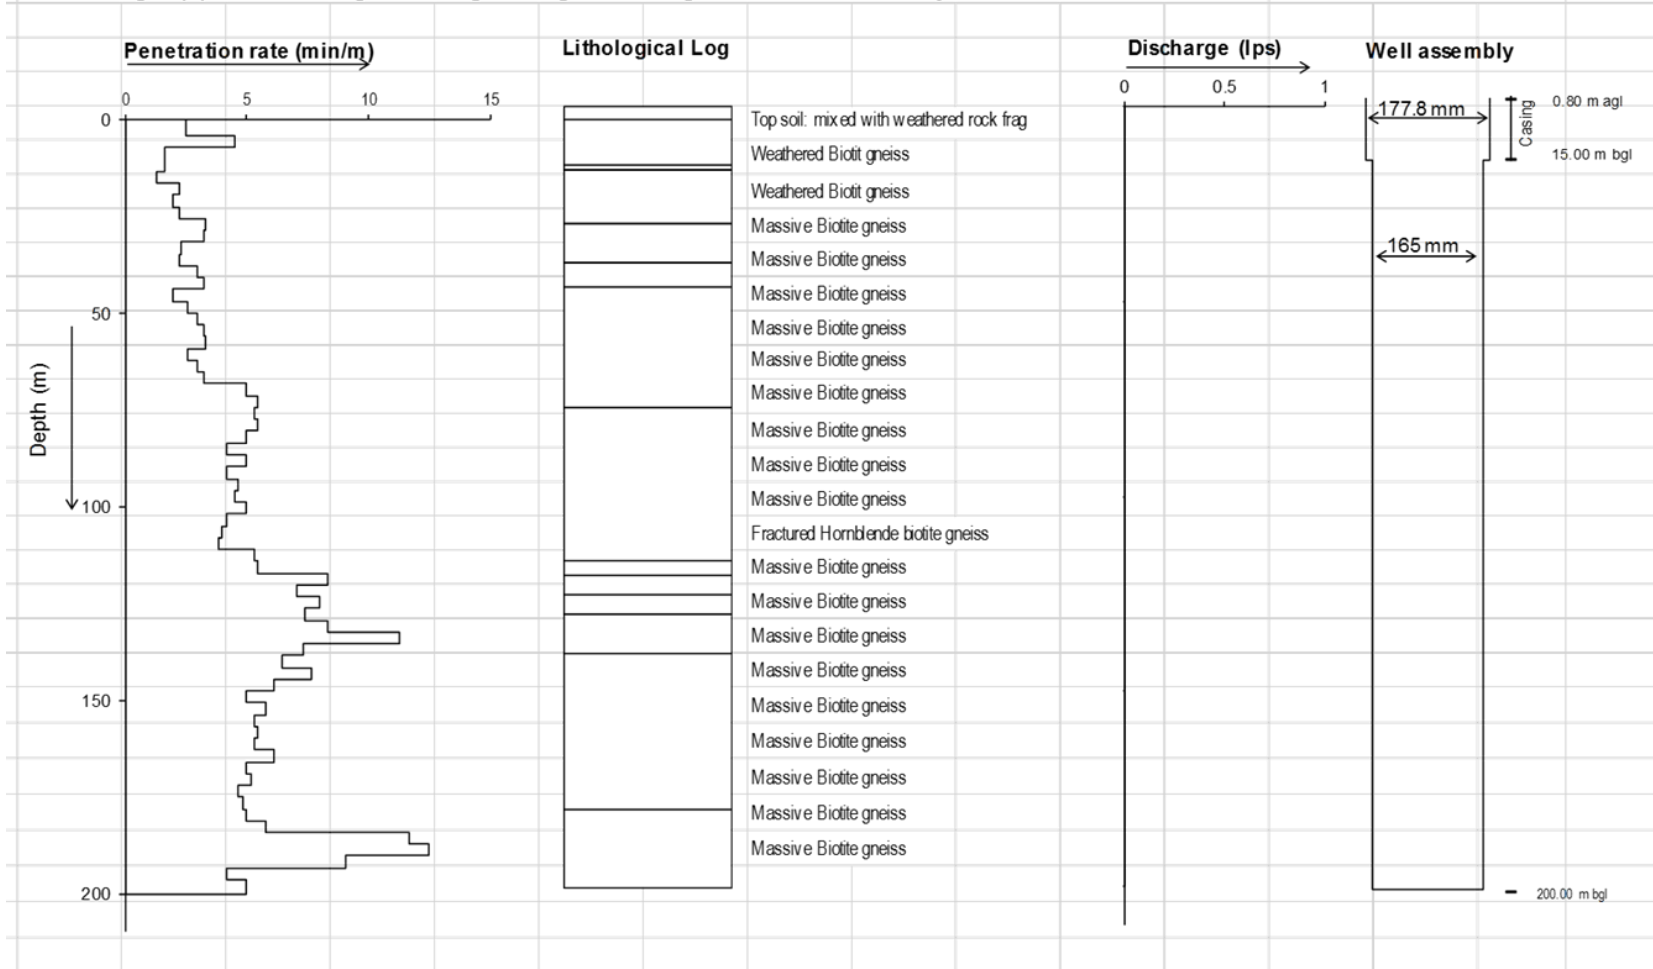 Penetration rate (min/m)
Lithological Log
Discharge (lps)
Well assembly
0 5 10 15
0 0.5 1
0
50
100
150
200
Depth (m)
Top soil: mixed with weathered rock frag
Weathered Biotit gneiss
Weathered Biotit gneiss
Massive Biotite gneiss
Massive Biotite gneiss
Massive Biotite gneiss
Massive Biotite gneiss
Massive Biotite gneiss
Massive Biotite gneiss
Massive Biotite gneiss
Massive Biotite gneiss
Massive Biotite gneiss
Fractured Hornblende biotite gneiss
Massive Biotite gneiss
Massive Biotite gneiss
Massive Biotite gneiss
Massive Biotite gneiss
Massive Biotite gneiss
Massive Biotite gneiss
Massive Biotite gneiss
Massive Biotite gneiss
Massive Biotite gneiss
177.8 mm
Casing
0.80 m agl
15.00 m bgl
165 mm
200.00 m bgl